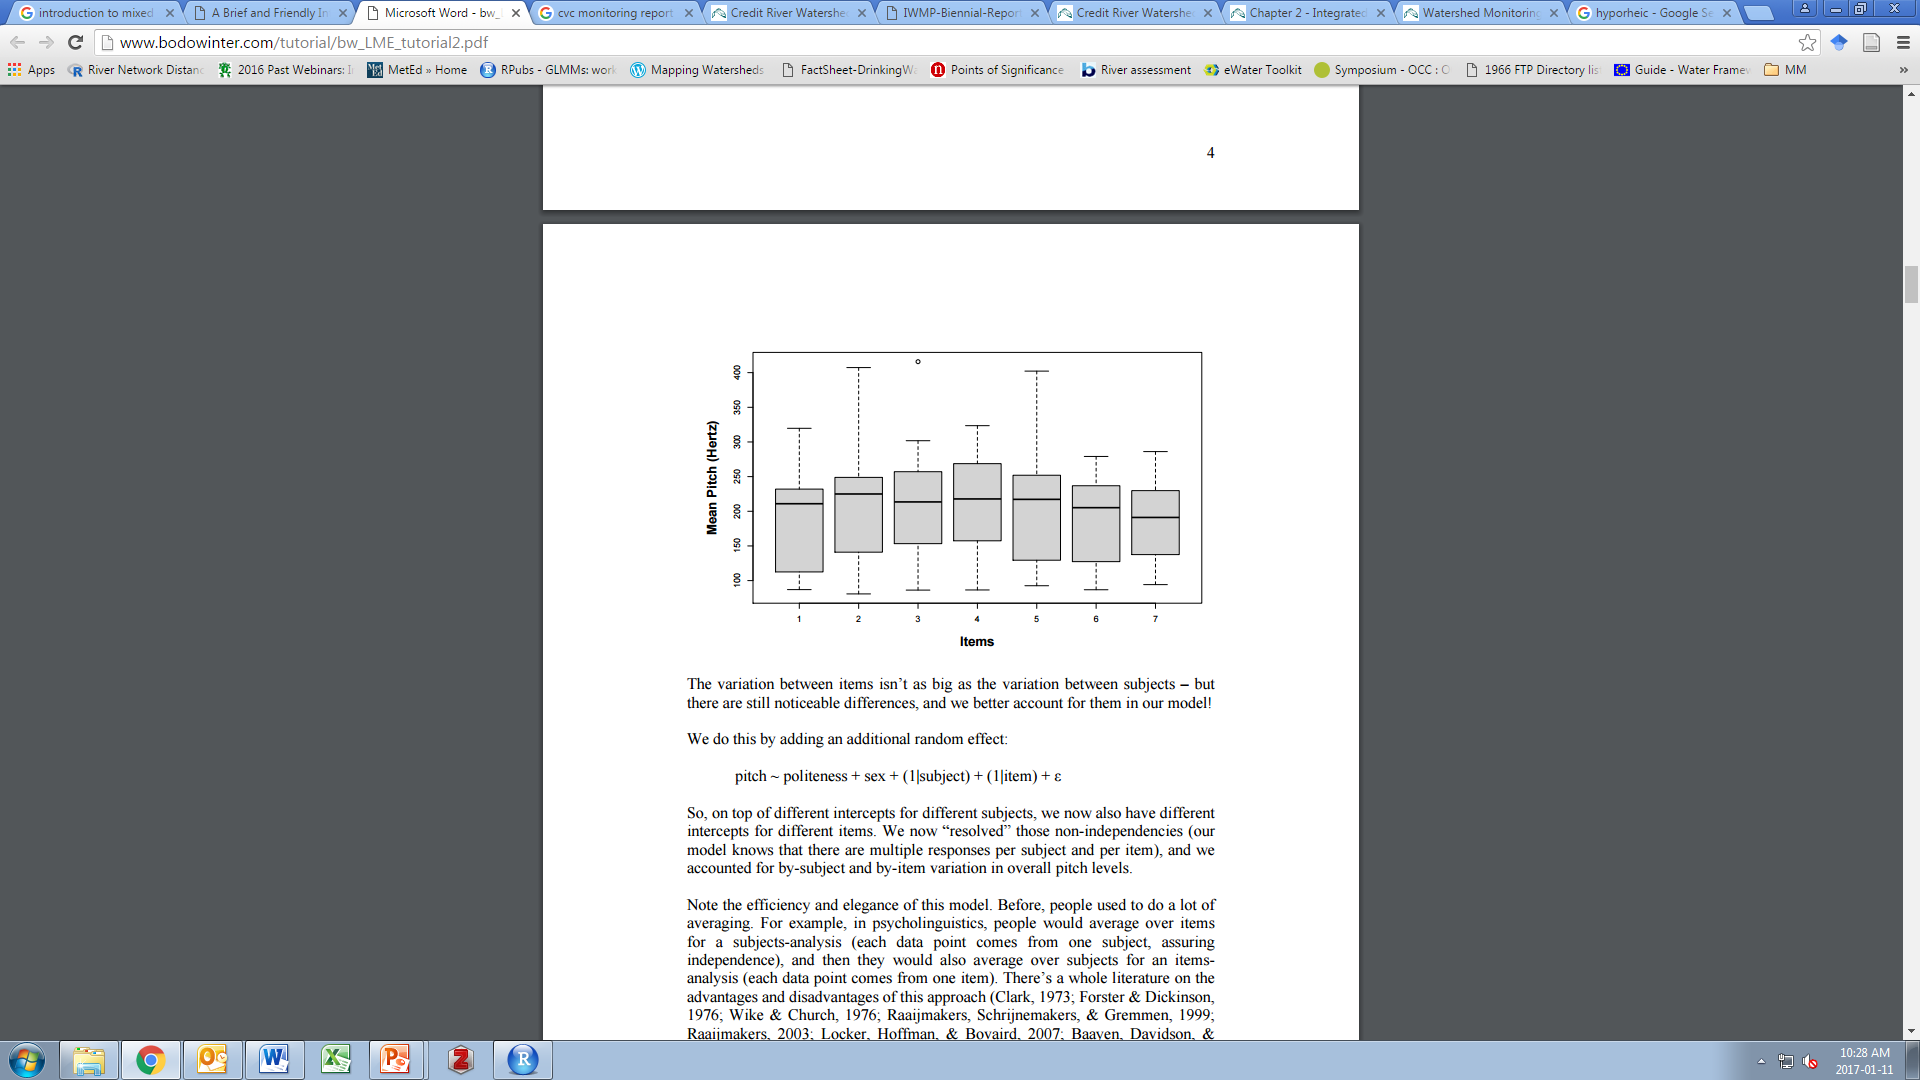 introduction to mixed
A Brief and Friendly In
Microsoft Word - bw_
cvc monitoring report
Credit River Watershe
IWMP-Biennial-Report
Credit River Watershe
Chapter 2 - Integrated
Watershed Monitoring
hyporheic - Google Se
www.bodowinter.com/tutorial/bw_LME_tutorial2.pdf
Apps
River Network Distanc
2016 Past Webinars: I
MetEd » Home
RPubs - GLMMs: work
Mapping Watersheds
FactSheet-DrinkingW
Points of Significance
River assessment
eWater Toolkit
Symposium - OCC : O
1966 FTP Directory lis
Guide - Water Framew
MM
»
4
Mean Pitch (Hertz)
400
350
300
250
200
150
100
1 2 3 4 5 6 7
Items
The variation between items isn’t as big as the variation between subjects – but
there are still noticeable differences, and we better account for them in our model!
We do this by adding an additional random effect:
pitch ~ politeness + sex + (1|subject) + (1|item) + ε
So, on top of different intercepts for different subjects, we now also have different
intercepts for different items. We now “resolved” those non-independencies (our
model knows that there are multiple responses per subject and per item), and we
accounted for by-subject and by-item variation in overall pitch levels.
Note the efficiency and elegance of this model. Before, people used to do a lot of
averaging. For example, in psycholinguistics, people would average over items
for a subjects-analysis (each data point comes from one subject, assuring
independence), and then they would also average over subjects for an items-
analysis (each data point comes from one item). There’s a whole literature on the
advantages and disadvantages of this approach (Clark, 1973; Forster & Dickinson,
1976; Wike & Church, 1976; Raaijmakers, Schrijnemakers, & Gremmen, 1999;
Raaijmakers, 2003; Locker, Hoffman, & Bovaird, 2007; Baayen, Davidson, &
10:28 AM
2017-01-11